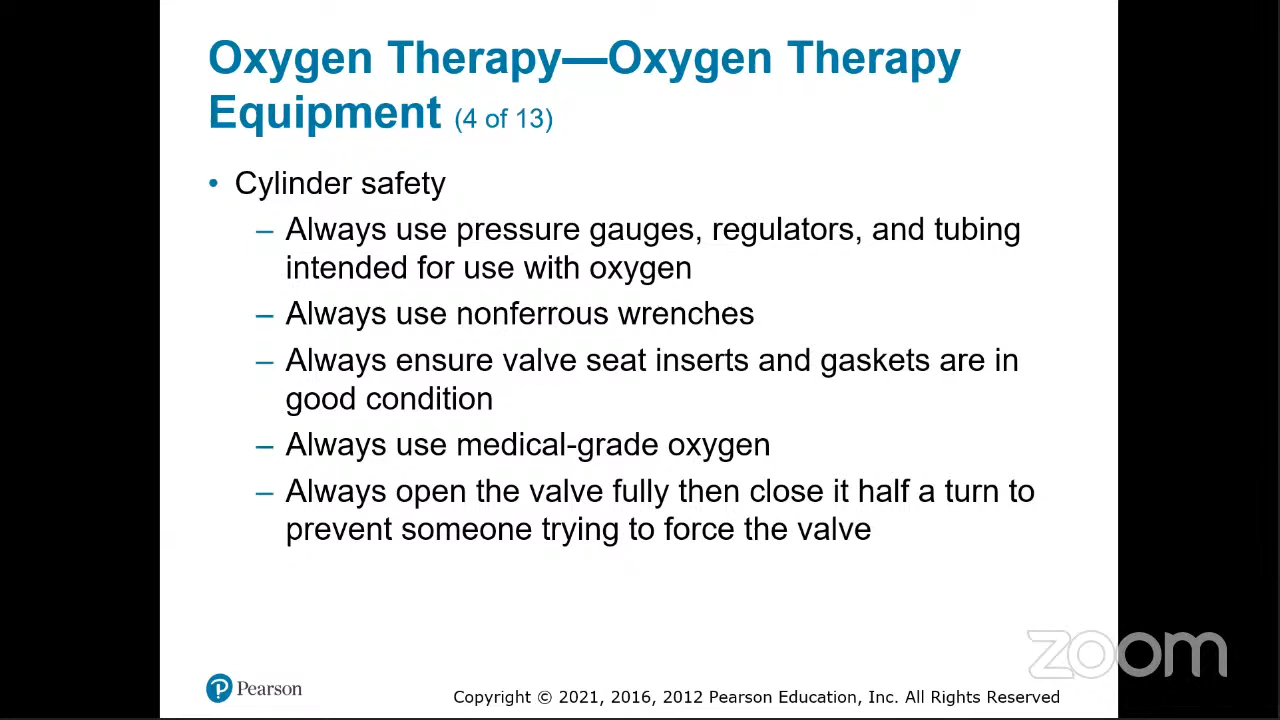 Oxygen Therapy—Oxygen Therapy
Equipment (4 of 13)
• Cylinder safety
– Always use pressure gauges, regulators, and tubing
intended for use with oxygen
– Always use nonferrous wrenches
– Always ensure valve seat inserts and gaskets are in
good condition
– Always use medical-grade oxygen
– Always open the valve fully then close it half a turn to
prevent someone trying to force the valve
zoom
Pearson
Copyright © 2021, 2016, 2012 Pearson Education, Inc. All Rights Reserved